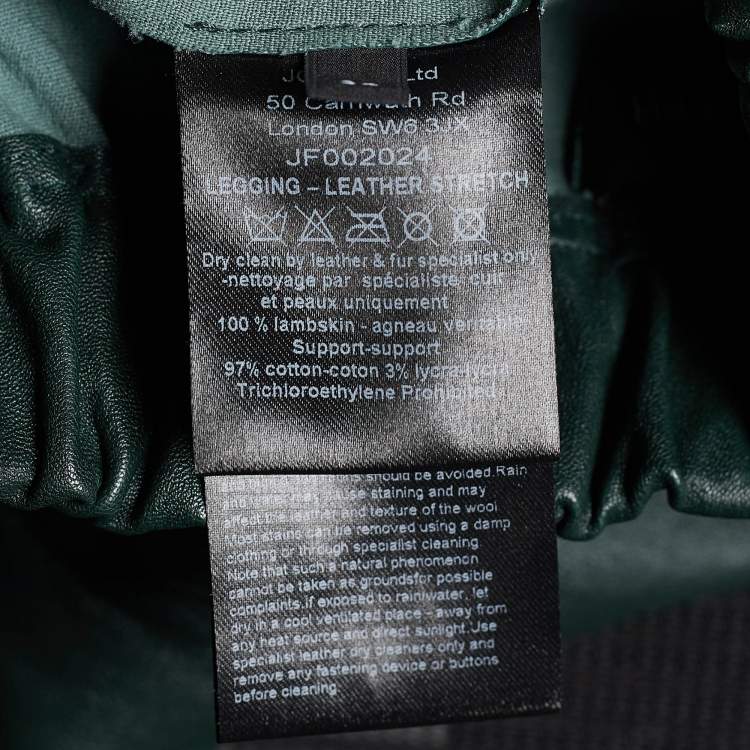 Ltd
50 Carnwath Rd
London SW6 3JX
JF002024
LEGGING - LEATHER STRETCH
Dry clean by leather & fur specialist only
-nettoyage par spécialiste cuir
et peaux uniquement
100 % lambskin - agneau veritable
Support-support
97% cotton-coton 3% lycra-lycra
Trichloroethylene Prohibited
should be avoided.Rain
cause staining and may
affect the leather and texture of the wool
Most stains can be removed using a damp
clothing or through specialist cleaning
Note that such a natural phenomenon
cannot be taken as groundsfor possible
complaints.if exposed to rainwater, let
dry in a cool ventilated place - away from
any heat source and direct sunlight.Use
specialist leather dry cleaners only and
remove any fastening device or buttons
before cleaning